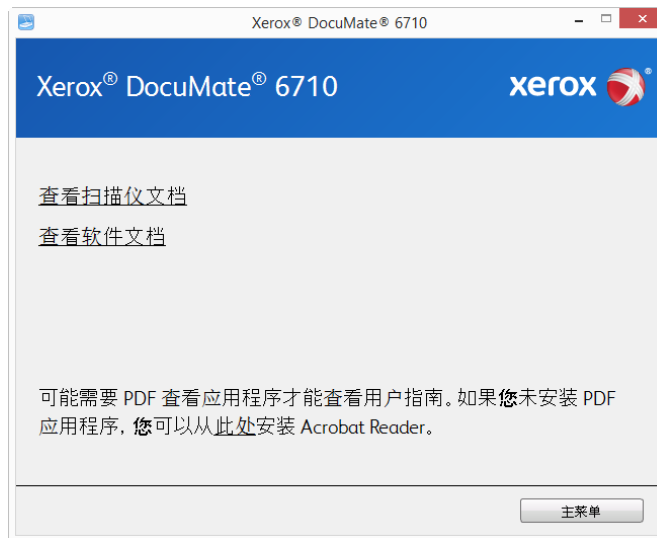 Xerox® DocuMate® 6710
Xerox® DocuMate® 6710
xerox®
查看扫描仪文档
查看软件文档
可能需要 PDF 查看应用程序才能查看用户指南。如果您未安装 PDF
应用程序，您可以从此处安装 Acrobat Reader。
主菜单